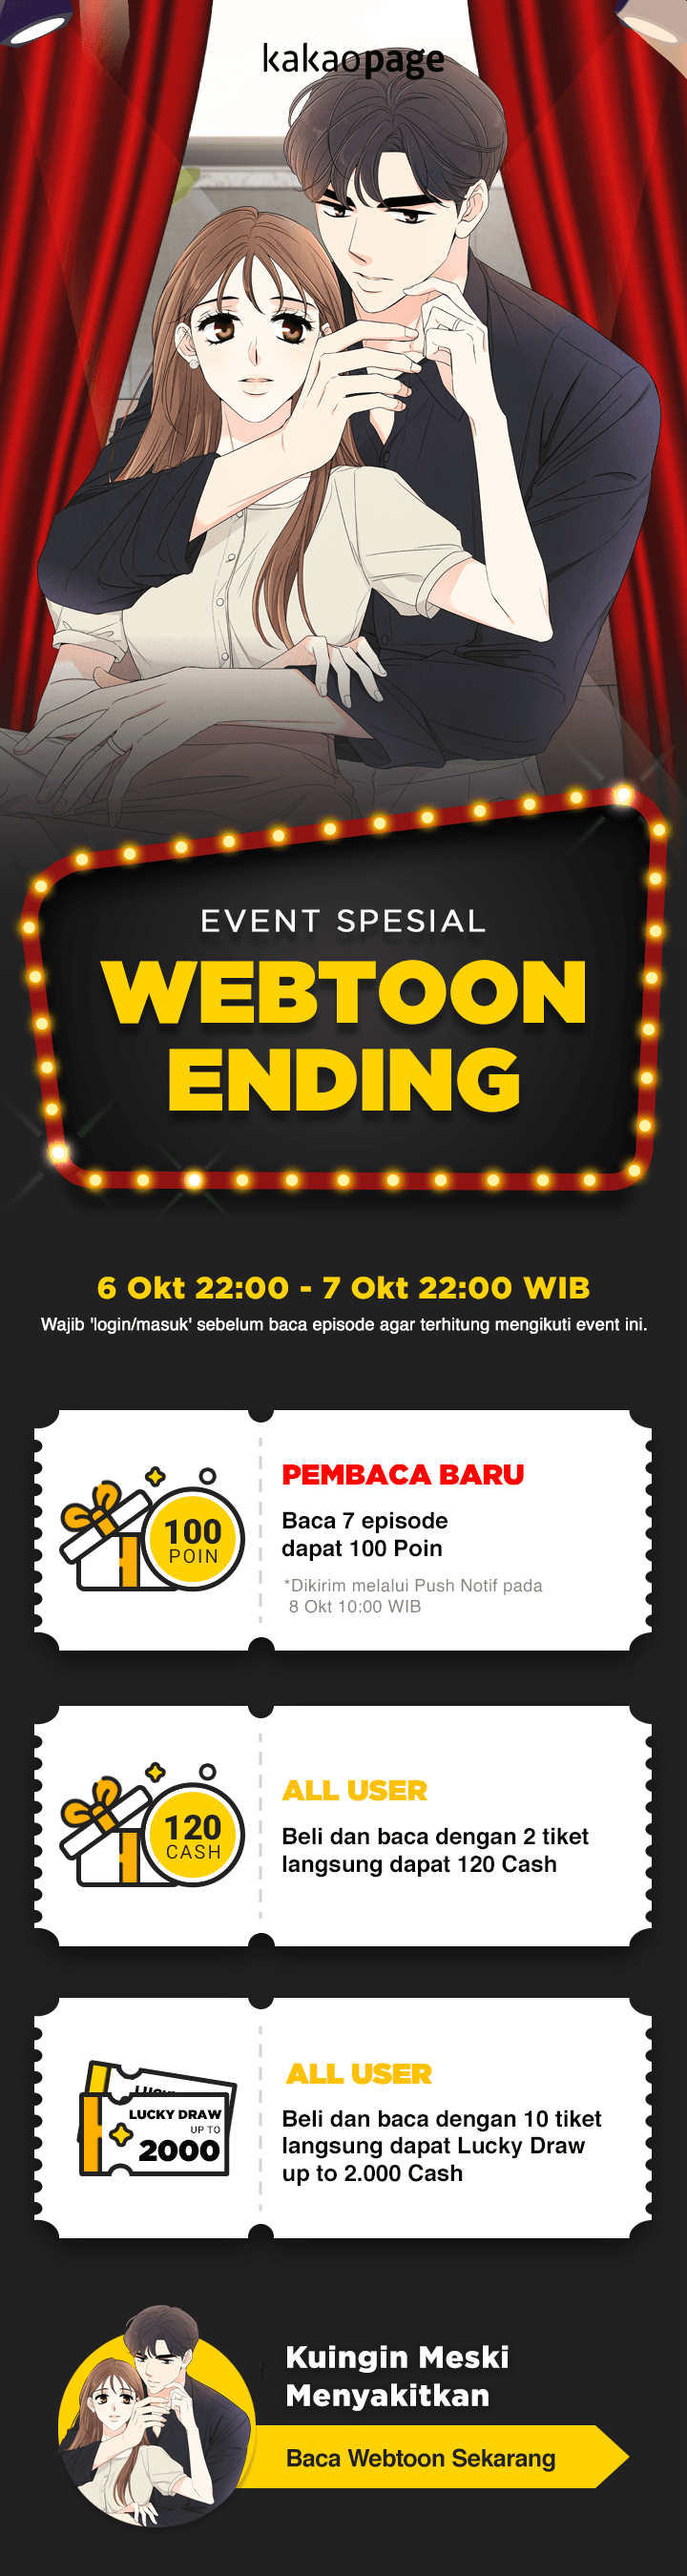 kakaopage
EVENT SPESIAL
WEBTOON
ENDING
6 Okt 22:00 - 7 Okt 22:00 WIB
Wajib 'login/masuk' sebelum baca episode agar terhitung mengikuti event ini.
100
POIN
PEMBACA BARU
Baca 7 episode
dapat 100 Poin
*Dikirim melalui Push Notif pada
8 Okt 10:00 WIB
120
CASH
ALL USER
Beli dan baca dengan 2 tiket
langsung dapat 120 Cash
LUCKY DRAW
UP TO
2000
ALL USER
Beli dan baca dengan 10 tiket
langsung dapat Lucky Draw
up to 2.000 Cash
Kuingin Meski
Menyakitkan
Baca Webtoon Sekarang